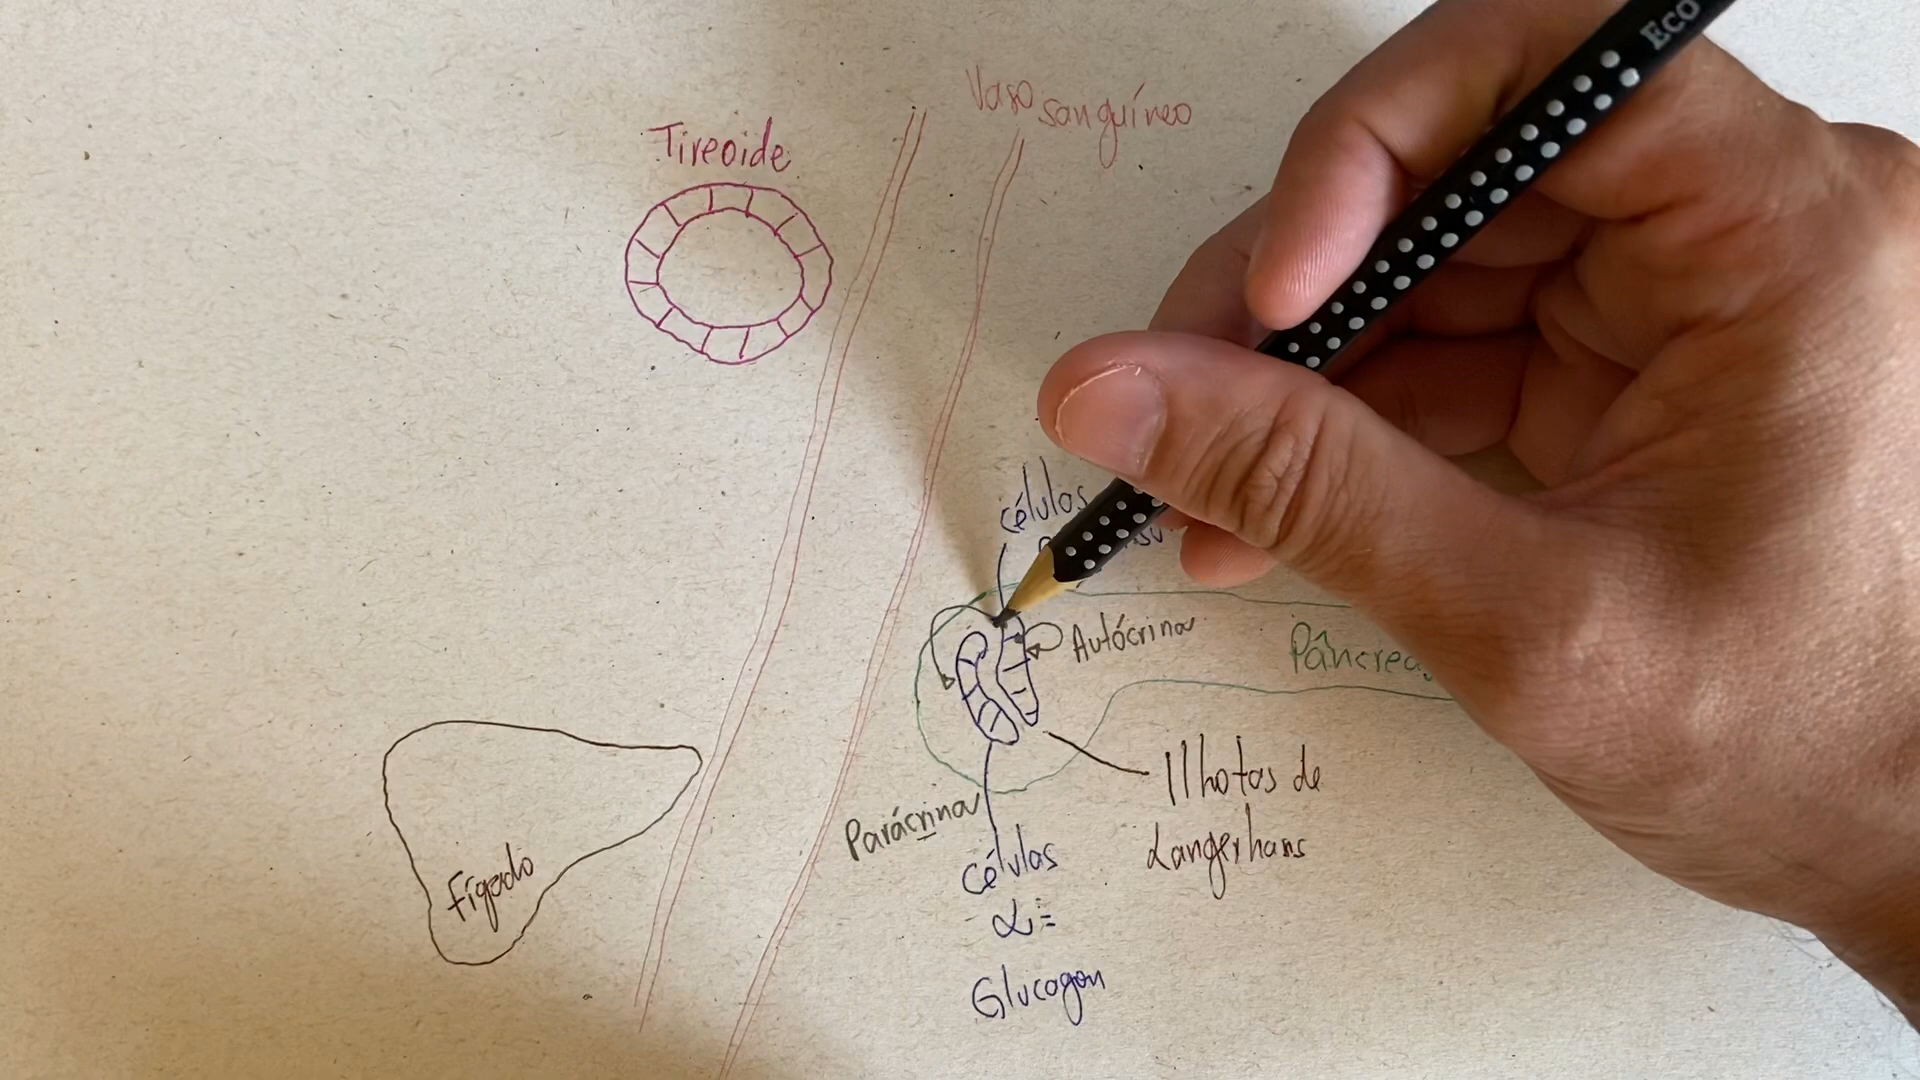 Eco
Vaso
sanguíneo
Tireoide
células
Autócrina
Pâncreas
Ilhotas de
Langerhans
Parácrina
Células
α =
Glucagon
Fígado